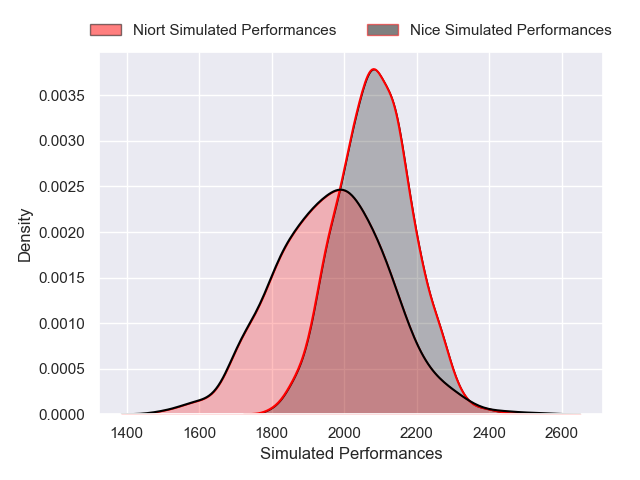 Niort Simulated Performances Nice Simulated Performances
0.0035
0.0030
0.0025
0.0020
0.0015
0.0010
0.0005
0.0000
Density
1400 1600 1800 2000 2200 2400 2600
Simulated Performances